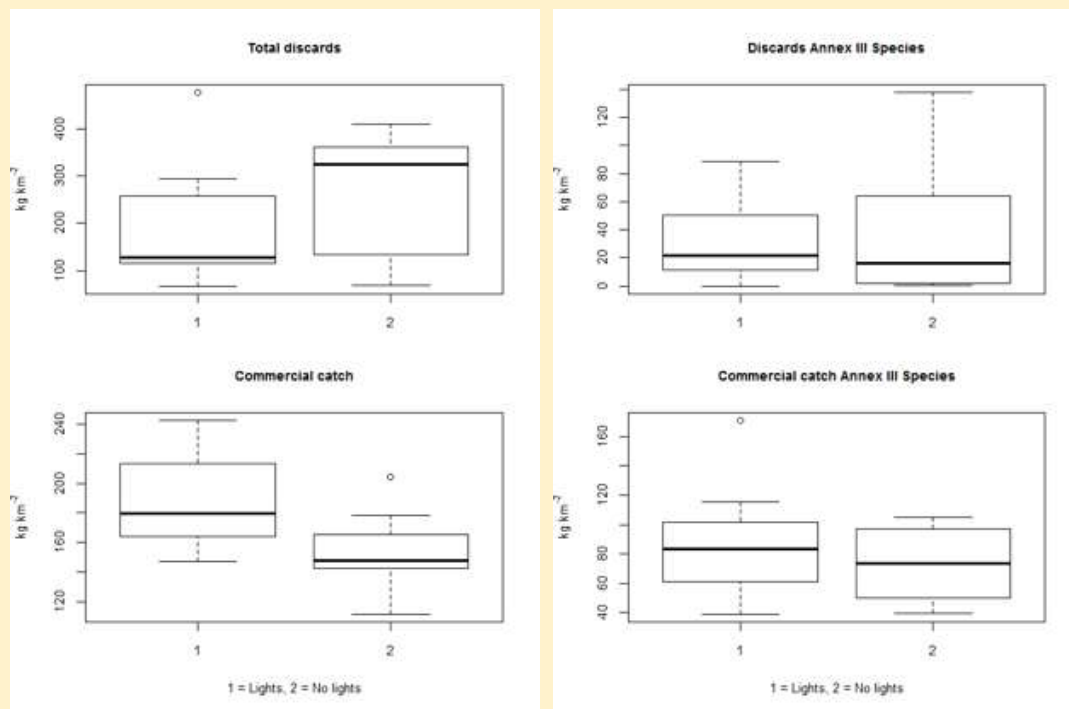 Total discards
kg km-2
400
300
200
100
1
2
Discards Annex III Species
kg km-2
120
80
60
40
20
0
1
2
Commercial catch
kg km-2
240
200
160
120
1
2
1 = Lights, 2 = No lights
Commercial catch Annex III Species
kg km-2
160
120
80
60
40
1
2
1 = Lights, 2 = No lights